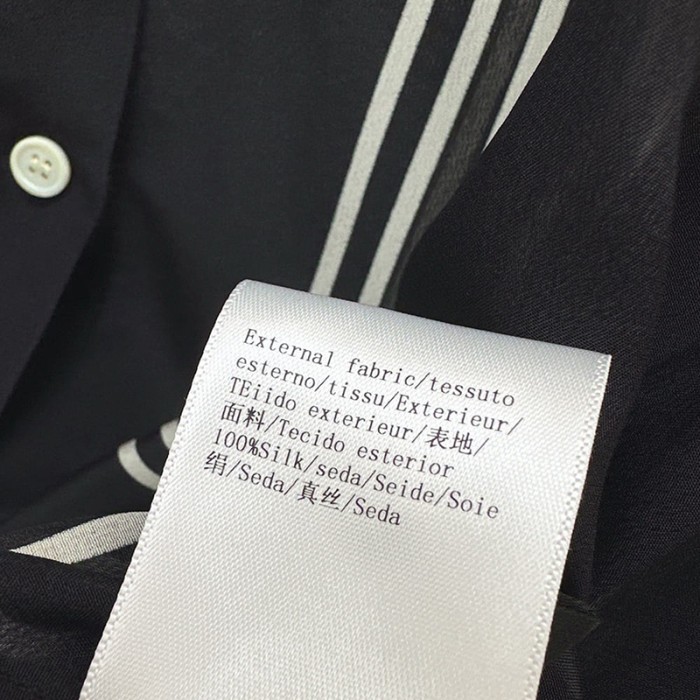 External fabric/tessuto
esterno/tissu/Exterieur/
TEiido exterieur/表地/
面料/Tecido esterior
100%Silk/seda/Seide/Soie
绢/Seda/真丝/Seda